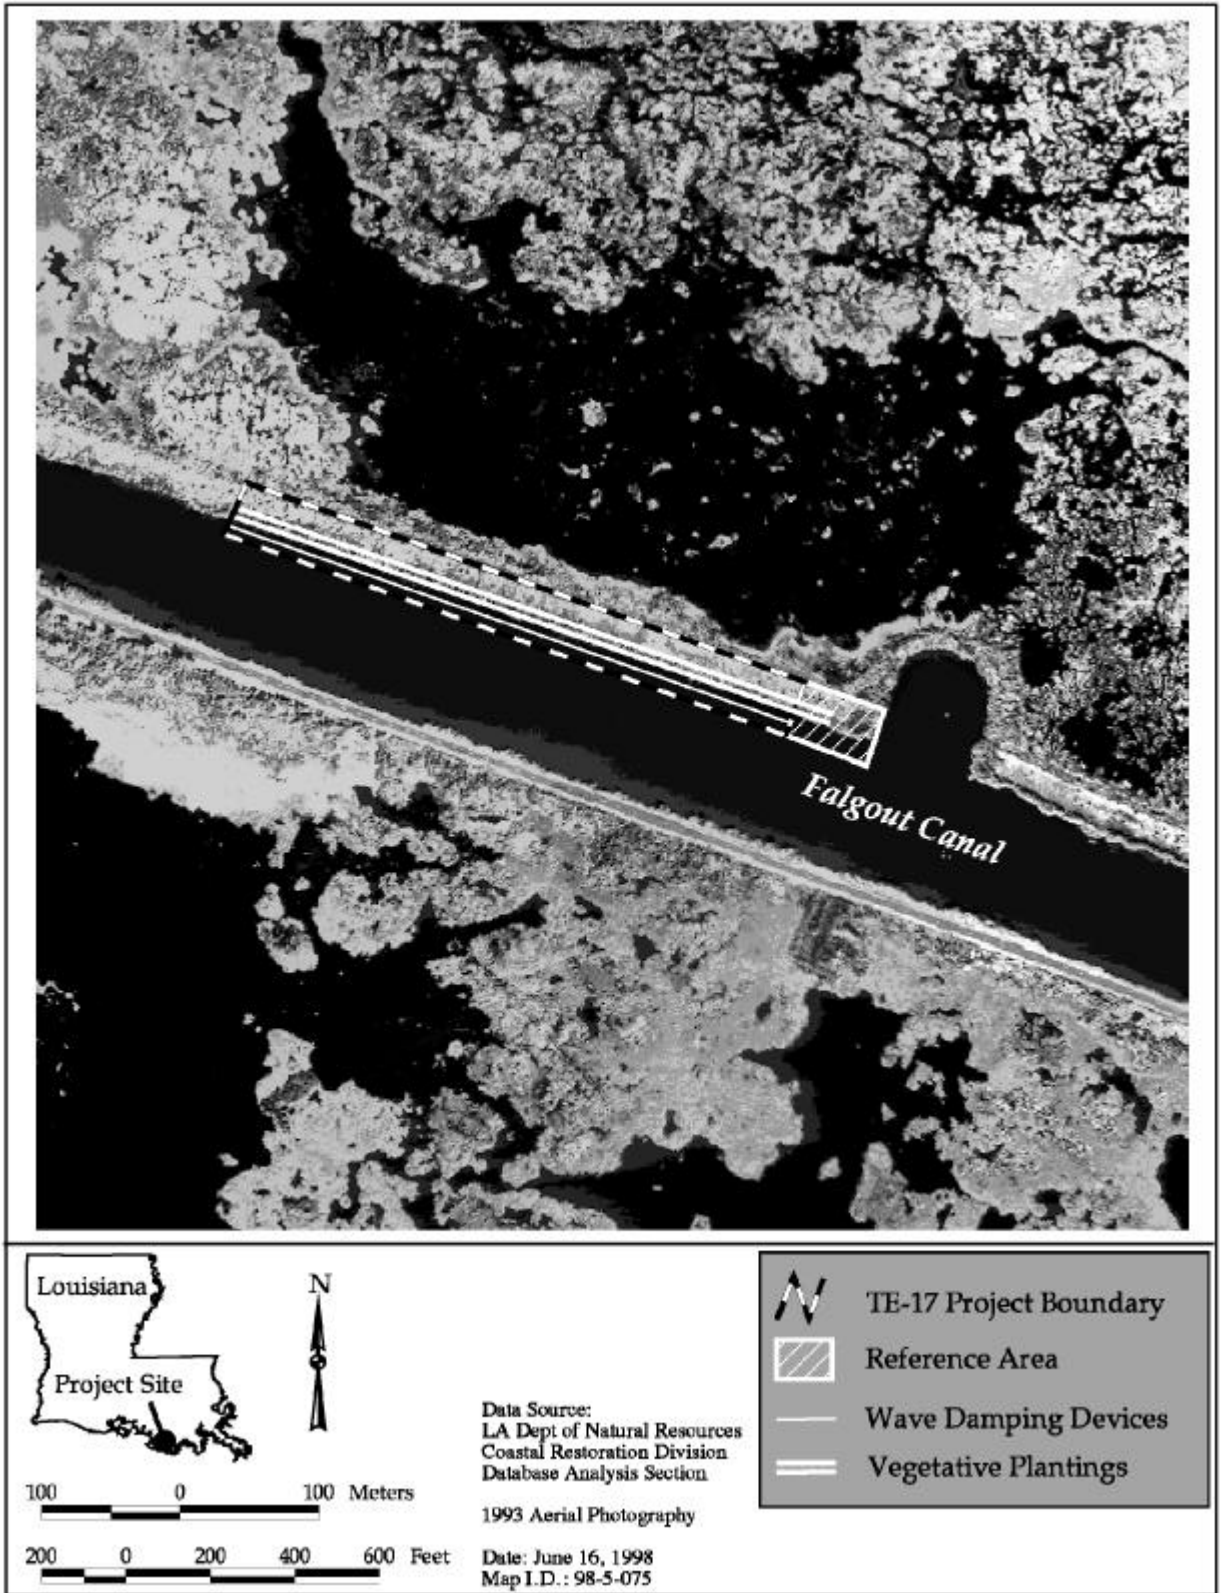 Falgout Canal
Louisiana
Project Site
N
100 0 100 Meters
200 0 200 400 600 Feet
Data Source:
LA Dept of Natural Resources
Coastal Restoration Division
Database Analysis Section
1993 Aerial Photography
Date: June 16, 1998
Map I.D.: 98-5-075
TE-17 Project Boundary
Reference Area
Wave Damping Devices
Vegetative Plantings